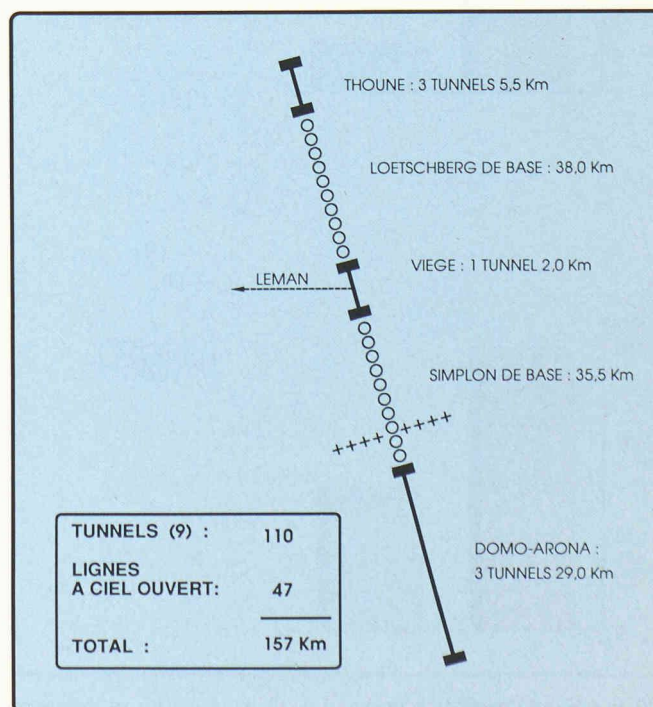 THOUNE : 3 TUNNELS 5,5 Km
LOETSCHBERG DE BASE : 38,0 Km
VIEGE : 1 TUNNEL 2,0 Km
LEMAN
SIMPLON DE BASE : 35,5 Km
DOMO-ARONA :
3 TUNNELS 29,0 Km
TUNNELS (9) : 110
LIGNES
A CIEL OUVERT: 47
TOTAL : 157 Km